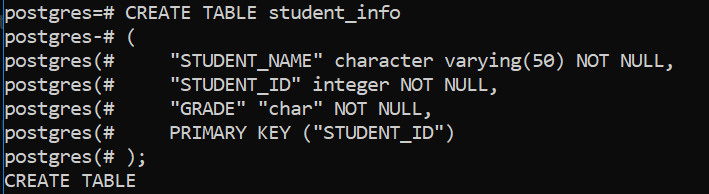 postgres=# CREATE TABLE student_info
postgres-# (
postgres(#     "STUDENT_NAME" character varying(50) NOT NULL,
postgres(#     "STUDENT_ID" integer NOT NULL,
postgres(#     "GRADE" "char" NOT NULL,
postgres(#     PRIMARY KEY ("STUDENT_ID")
postgres(# );
CREATE TABLE